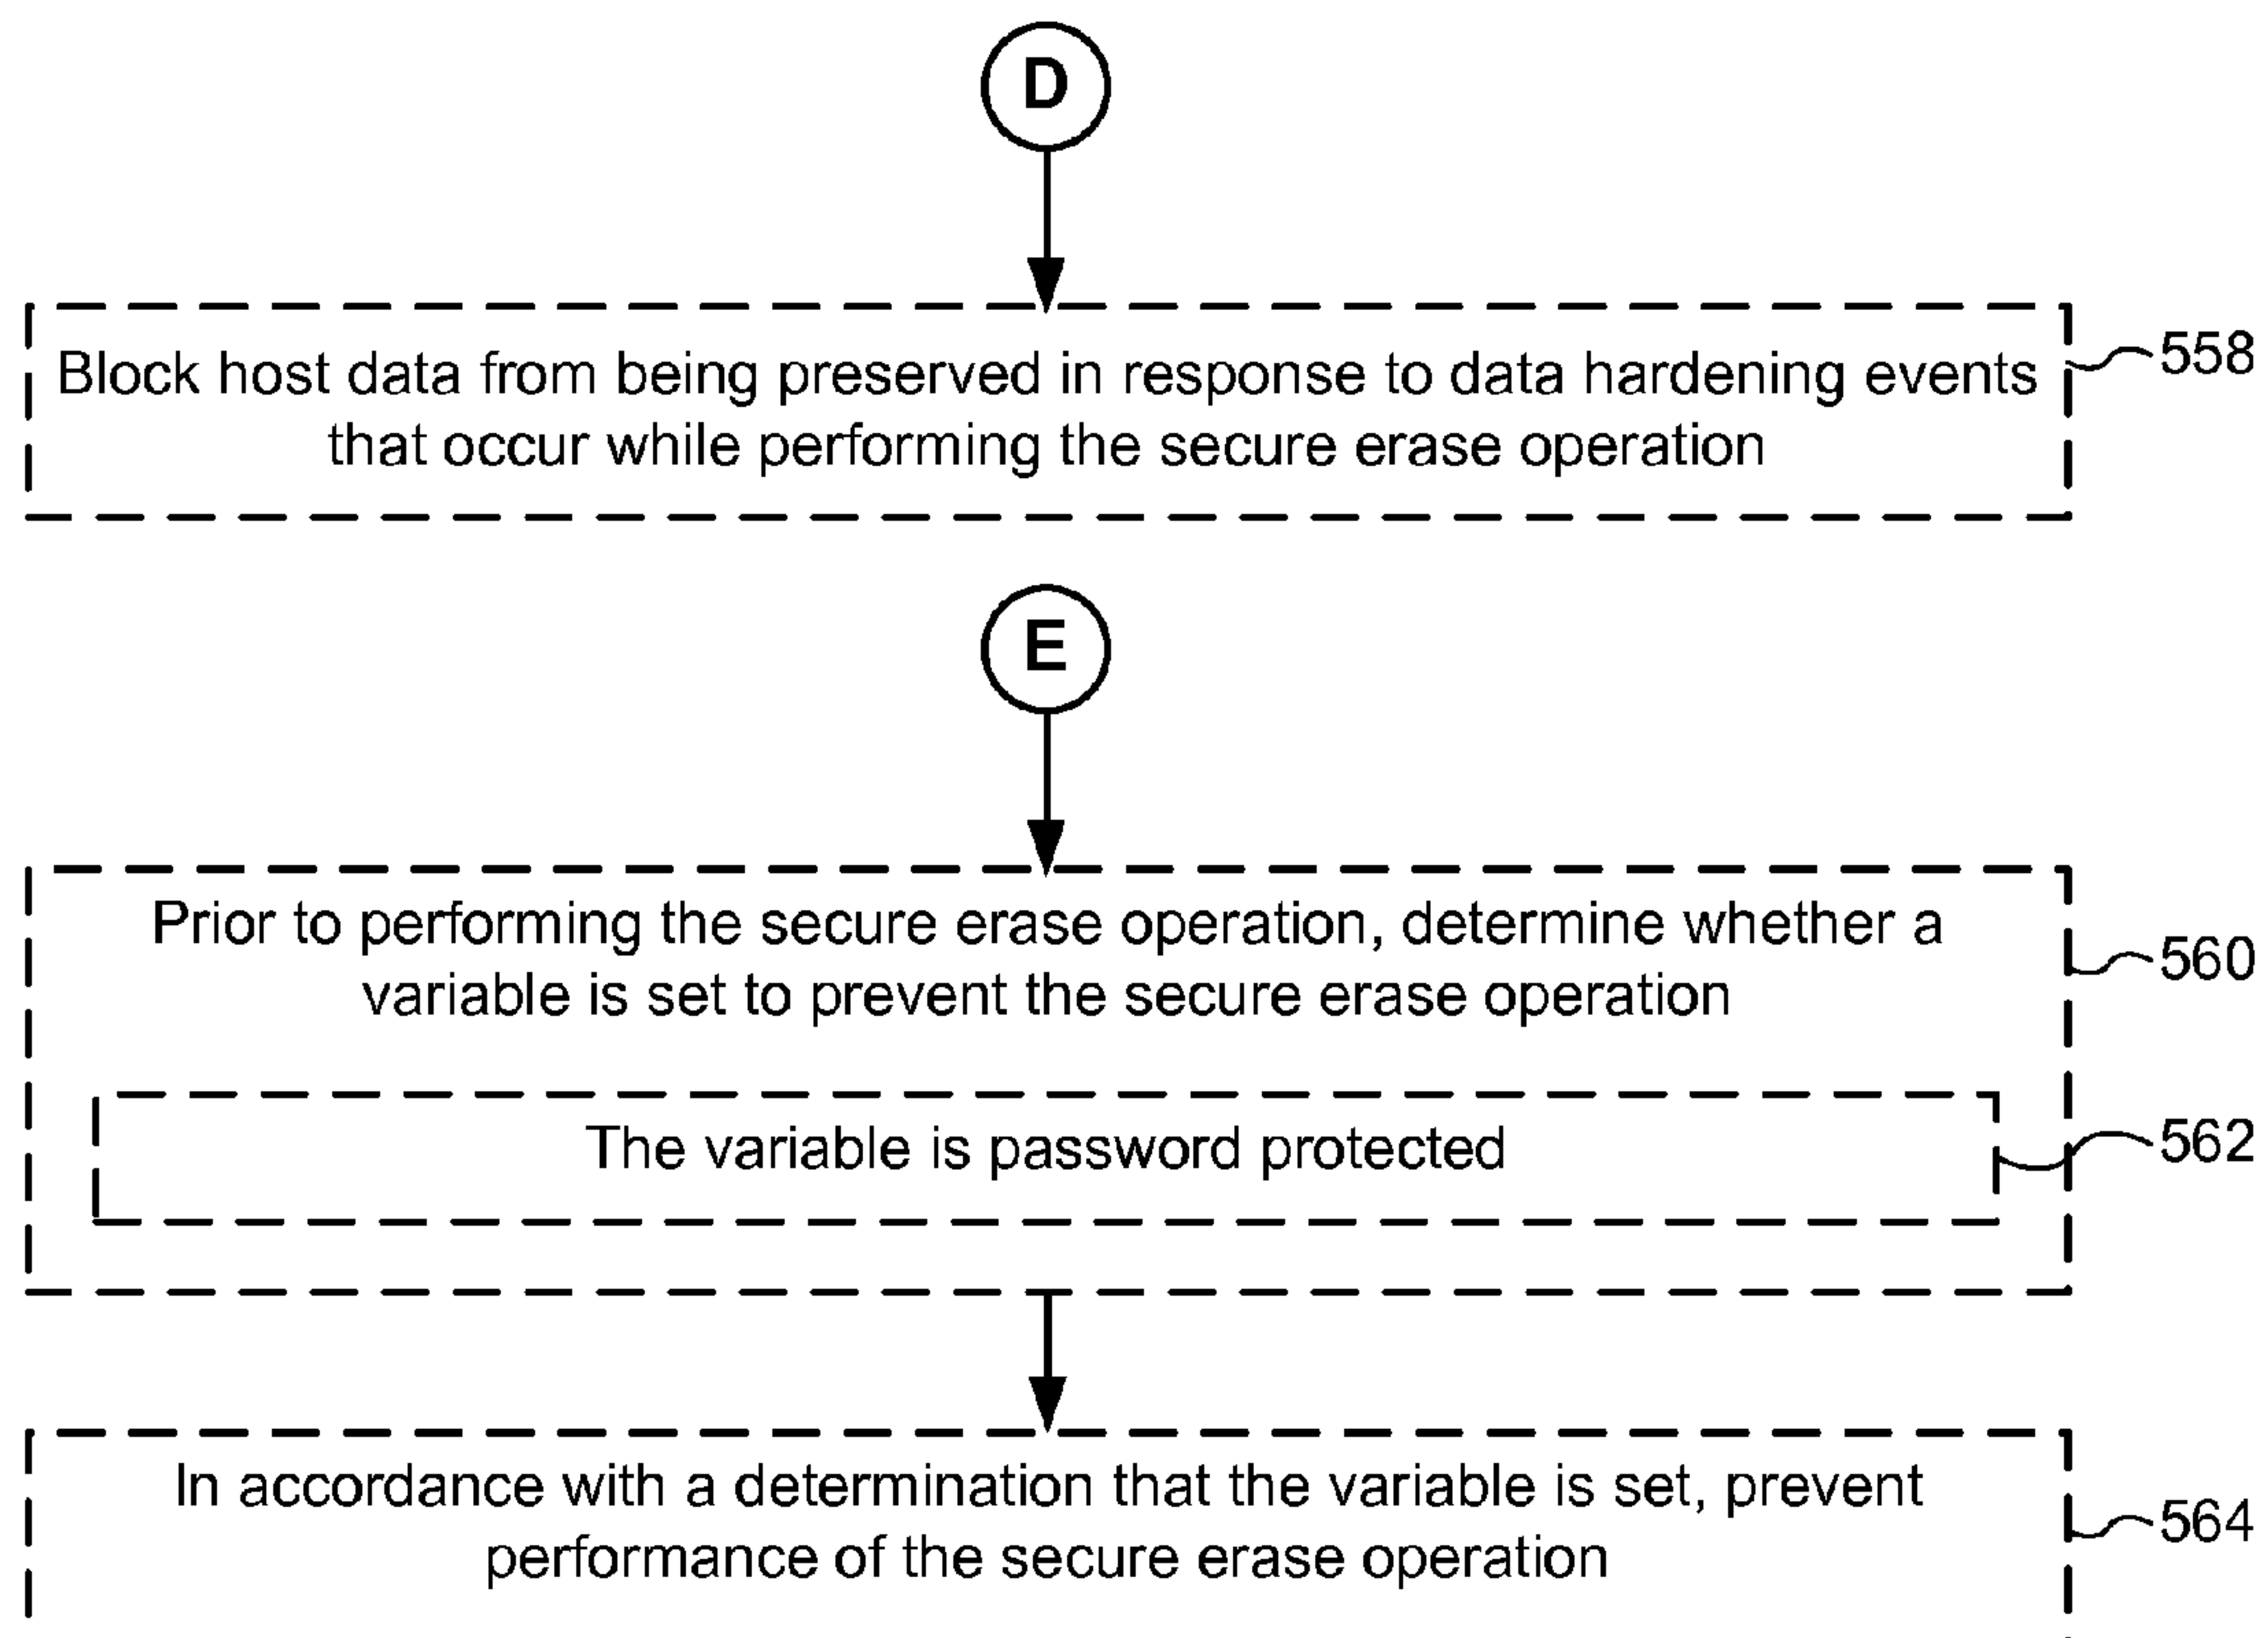 D
Block host data from being preserved in response to data hardening events
that occur while performing the secure erase operation
558
E
Prior to performing the secure erase operation, determine whether a
variable is set to prevent the secure erase operation
560
The variable is password protected
562
In accordance with a determination that the variable is set, prevent
performance of the secure erase operation
564